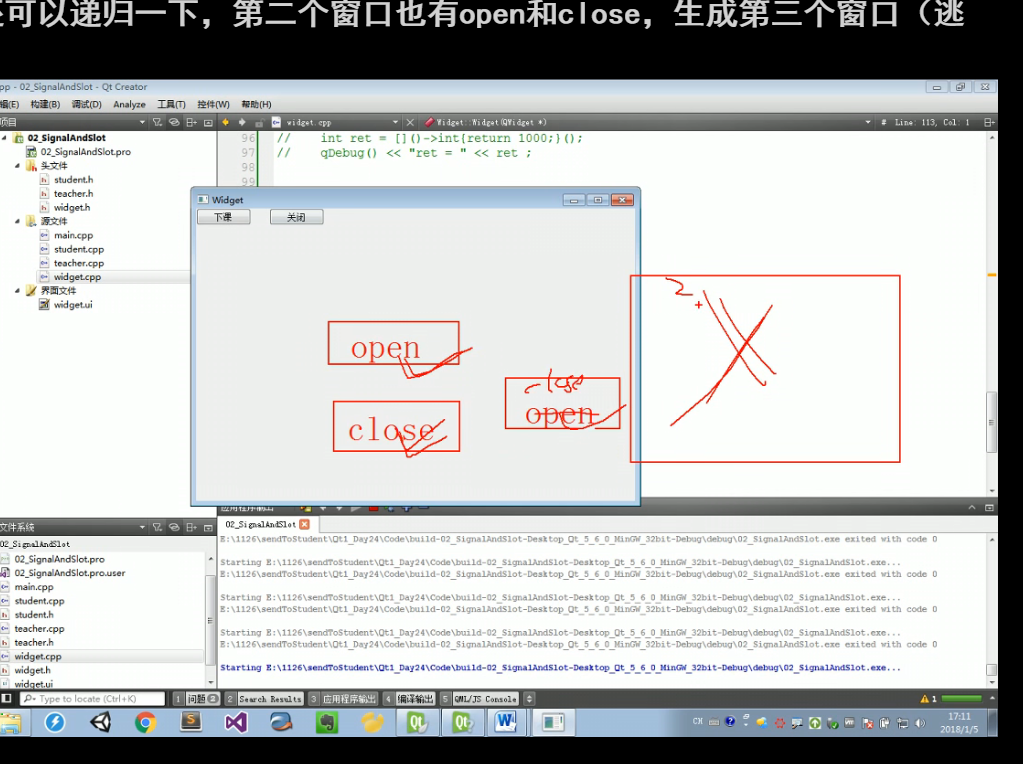 可以递归一下，第二个窗口也有open和close，生成第三个窗口（逃
pp - 02_SignalAndSlot - Qt Creator
编(E) 构建(B) 调试(D) Analyze 工具(T) 控件(W) 帮助(H)
项目
widget.cpp
Widget::Widget(QWidget *)
# Line: 113, Col: 1
02_SignalAndSlot
02_SignalAndSlot.pro
头文件
student.h
teacher.h
widget.h
源文件
main.cpp
student.cpp
teacher.cpp
widget.cpp
界面文件
widget.ui
96 // int ret = []()->int{return 1000;}();
97 // qDebug() << "ret = " << ret ;
98
99
Widget
下课 关闭
open
close
close
open
2
应用程序输出
02_SignalAndSlot
E:\1126\sendToStudent\Qt1_Day24\Code\build-02_SignalAndSlot-Desktop_Qt_5_6_0_MinGW_32bit-Debug\debug\02_SignalAndSlot.exe exited with code 0
Starting E:\1126\sendToStudent\Qt1_Day24\Code\build-02_SignalAndSlot-Desktop_Qt_5_6_0_MinGW_32bit-Debug\debug\02_SignalAndSlot.exe...
E:\1126\sendToStudent\Qt1_Day24\Code\build-02_SignalAndSlot-Desktop_Qt_5_6_0_MinGW_32bit-Debug\debug\02_SignalAndSlot.exe exited with code 0
Starting E:\1126\sendToStudent\Qt1_Day24\Code\build-02_SignalAndSlot-Desktop_Qt_5_6_0_MinGW_32bit-Debug\debug\02_SignalAndSlot.exe...
E:\1126\sendToStudent\Qt1_Day24\Code\build-02_SignalAndSlot-Desktop_Qt_5_6_0_MinGW_32bit-Debug\debug\02_SignalAndSlot.exe exited with code 0
Starting E:\1126\sendToStudent\Qt1_Day24\Code\build-02_SignalAndSlot-Desktop_Qt_5_6_0_MinGW_32bit-Debug\debug\02_SignalAndSlot.exe...
E:\1126\sendToStudent\Qt1_Day24\Code\build-02_SignalAndSlot-Desktop_Qt_5_6_0_MinGW_32bit-Debug\debug\02_SignalAndSlot.exe exited with code 0
Starting E:\1126\sendToStudent\Qt1_Day24\Code\build-02_SignalAndSlot-Desktop_Qt_5_6_0_MinGW_32bit-Debug\debug\02_SignalAndSlot.exe...
文件系统
02_SignalAndSlot
02_SignalAndSlot.pro
02_SignalAndSlot.pro.user
main.cpp
student.cpp
student.h
teacher.cpp
teacher.h
widget.cpp
widget.h
widget.ui
Type to locate (Ctrl+K)
1 问题 2 2 Search Results 3 应用程序输出 4 编译输出 5 QML/JS Console
1
CH
17:11
2018/1/5